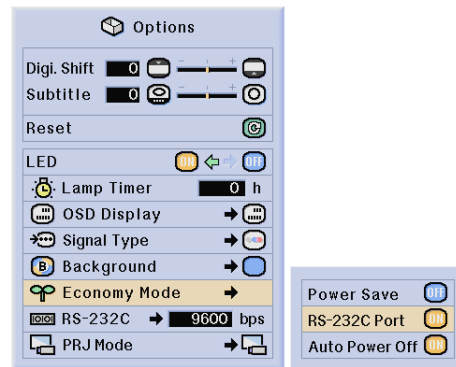 Options
Digi. Shift 0 - +
Subtitle 0 - +
Reset
LED ON OFF
Lamp Timer 0 h
OSD Display
Signal Type
B Background
Economy Mode
RS-232C 9600 bps
PRJ Mode
Power Save OFF
RS-232C Port ON
Auto Power Off ON